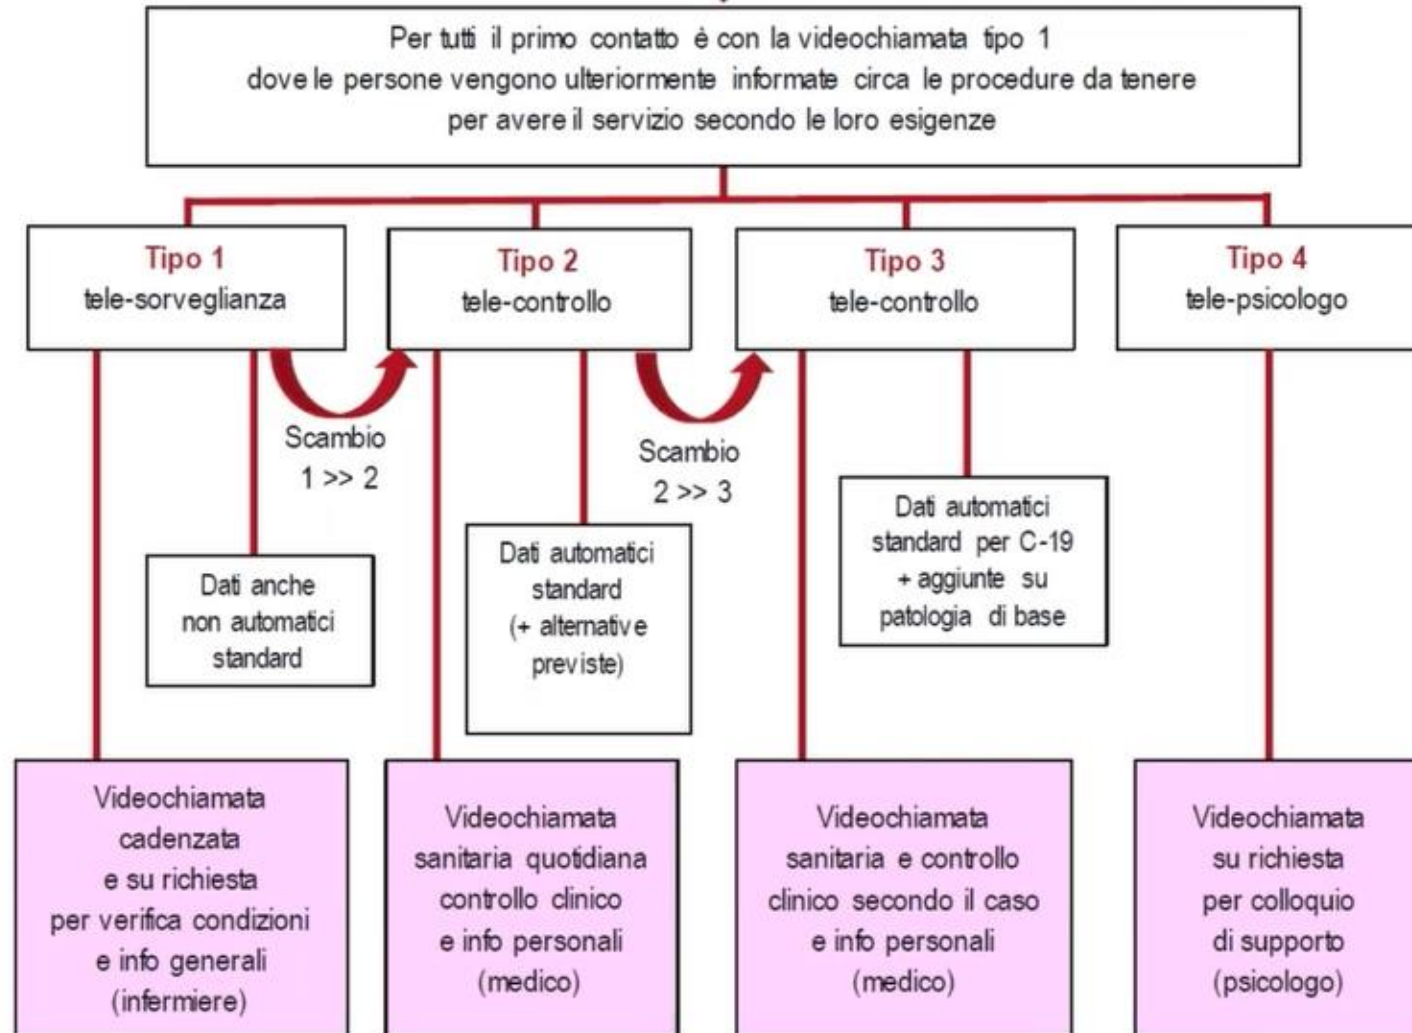 Per tutti il primo contatto è con la videochiamata tipo 1
dove le persone vengono ulteriormente informate circa le procedure da tenere
per avere il servizio secondo le loro esigenze
Tipo 1
tele-sorveglianza
Tipo 2
tele-controllo
Tipo 3
tele-controllo
Tipo 4
tele-psicologo
Scambio
1 >> 2
Scambio
2 >> 3
Dati anche
non automatici
standard
Dati automatici
standard
(+ alternative
previste)
Dati automatici
standard per C-19
+ aggiunte su
patologia di base
Videochiamata
cadenzata
e su richiesta
per verifica condizioni
e info generali
(infermiere)
Videochiamata
sanitaria quotidiana
controllo clinico
e info personali
(medico)
Videochiamata
sanitaria e controllo
clinico secondo il caso
e info personali
(medico)
Videochiamata
su richiesta
per colloquio
di supporto
(psicologo)